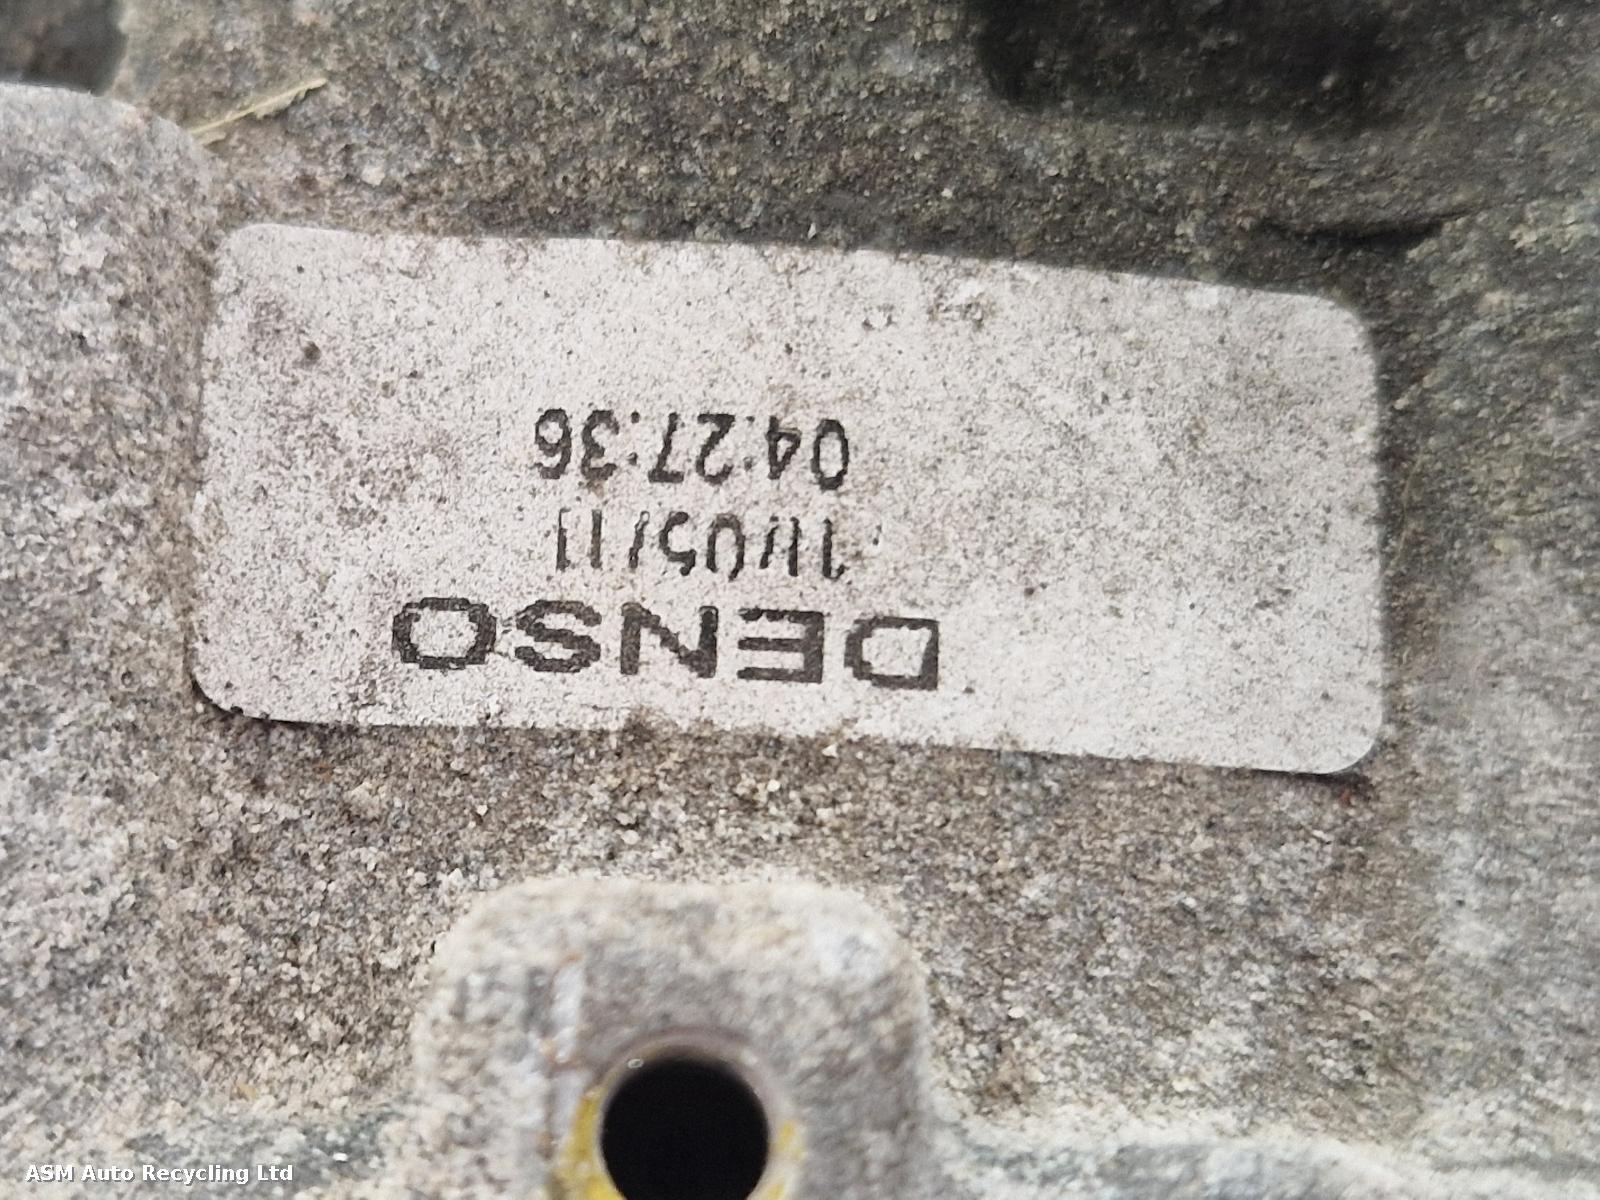 DENSO
11/05/11
04:27:36
ASM Auto Recycling Ltd